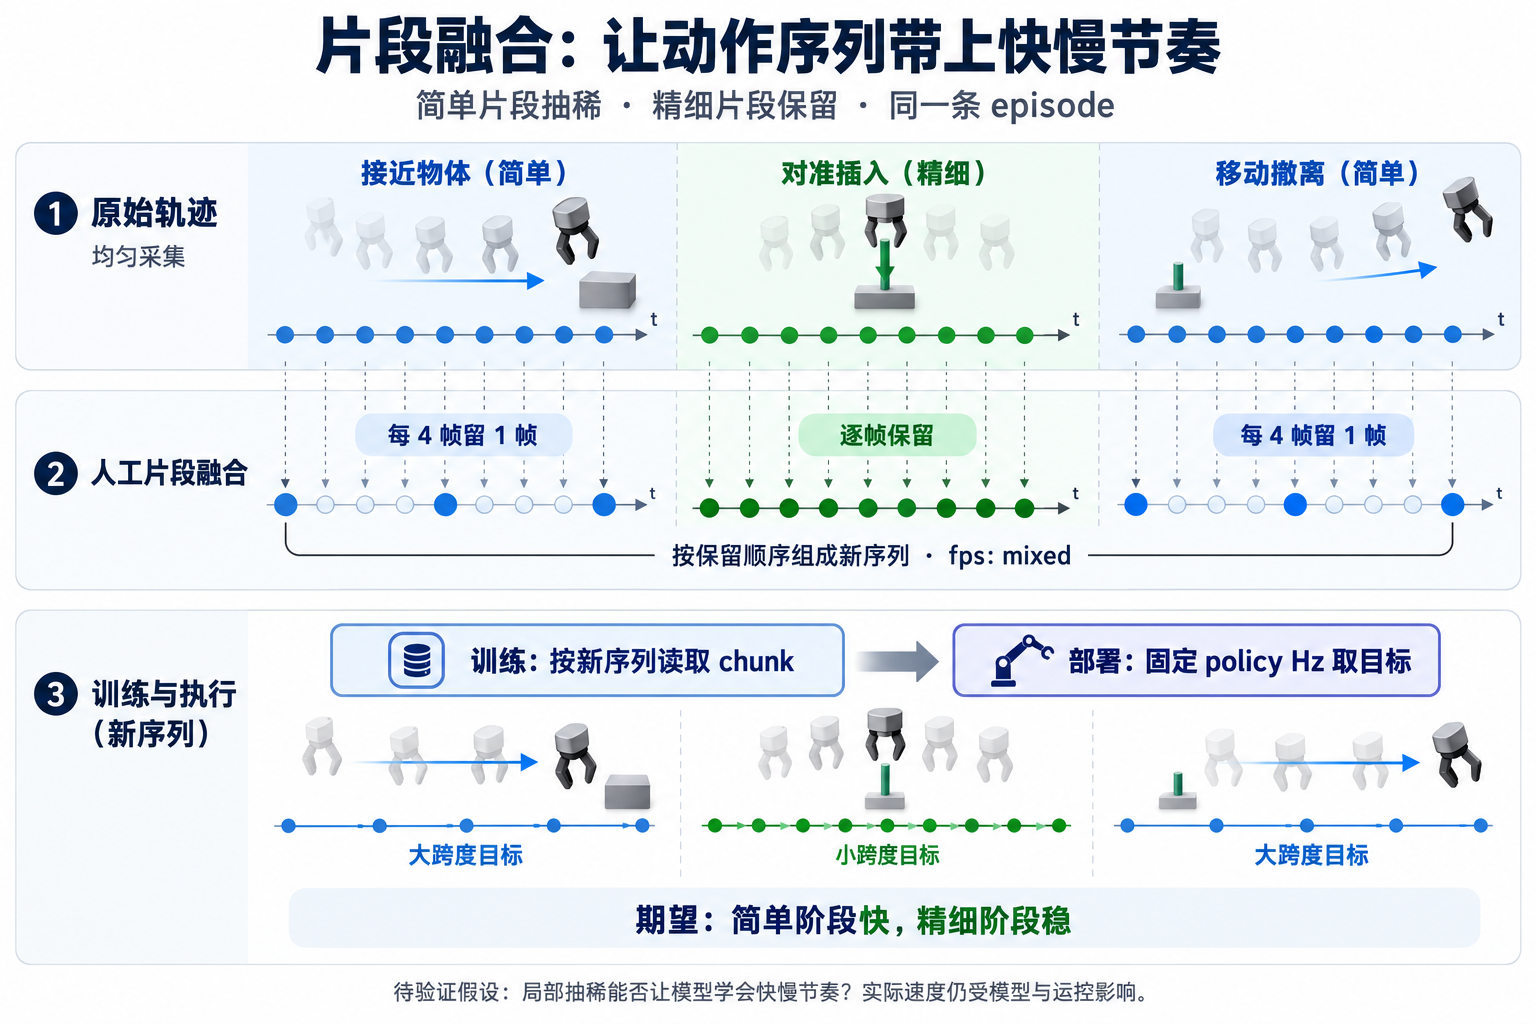 片段融合：让动作序列带上快慢节奏
简单片段抽稀 · 精细片段保留 · 同一条 episode
1 原始轨迹
均匀采集
接近物体（简单）
t
对准插入（精细）
t
移动撤离（简单）
t
2 人工片段融合
每 4 帧留 1 帧
t
逐帧保留
t
每 4 帧留 1 帧
t
按保留顺序组成新序列 · fps: mixed
3 训练与执行
（新序列）
训练：按新序列读取 chunk
部署：固定 policy Hz 取目标
大跨度目标
小跨度目标
大跨度目标
期望：简单阶段快，精细阶段稳
待验证假设：局部抽稀能否让模型学会快慢节奏？实际速度仍受模型与运控影响。